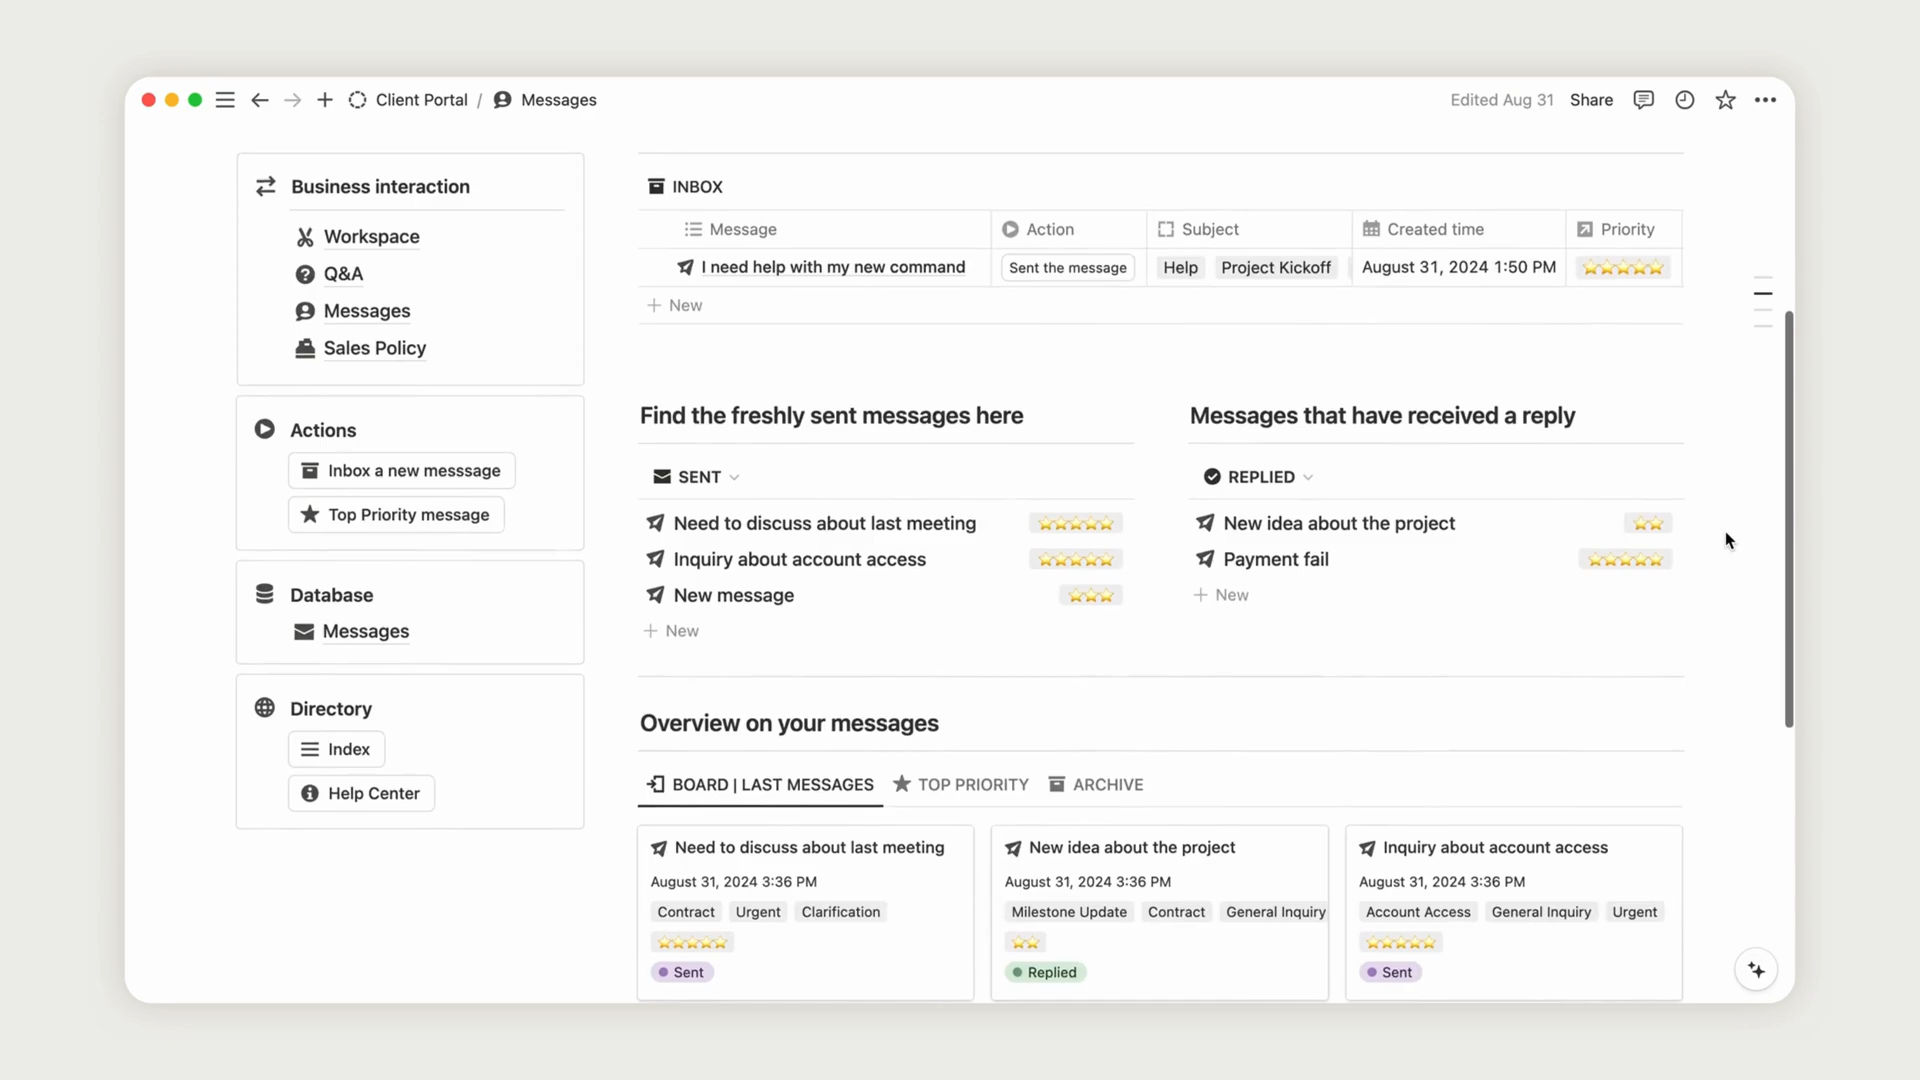 Client Portal / Messages
Edited Aug 31 Share
Business interaction
Workspace
Q&A
Messages
Sales Policy
Actions
Inbox a new messsage
Top Priority message
Database
Messages
Directory
Index
Help Center
INBOX
Message Action Subject Created time Priority
I need help with my new command Sent the message Help Project Kickoff August 31, 2024 1:50 PM
+ New
Find the freshly sent messages here
SENT
Need to discuss about last meeting
Inquiry about account access
New message
+ New
Messages that have received a reply
REPLIED
New idea about the project
Payment fail
+ New
Overview on your messages
BOARD | LAST MESSAGES TOP PRIORITY ARCHIVE
Need to discuss about last meeting
August 31, 2024 3:36 PM
Contract Urgent Clarification
Sent
New idea about the project
August 31, 2024 3:36 PM
Milestone Update Contract General Inquiry
Replied
Inquiry about account access
August 31, 2024 3:36 PM
Account Access General Inquiry Urgent
Sent